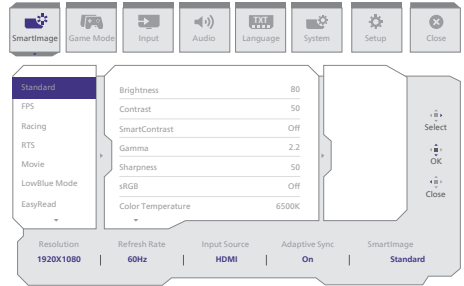 TXT
SmartImage Game Mode Input Audio Language System Setup Close
Standard
FPS
Racing
RTS
Movie
LowBlue Mode
EasyRead
Brightness 80
Contrast 50
SmartContrast Off
Gamma 2.2
Sharpness 50
sRGB Off
Color Temperature 6500K
Select
OK
Close
Resolution Refresh Rate Input Source Adaptive Sync SmartImage
1920X1080 60Hz HDMI On Standard